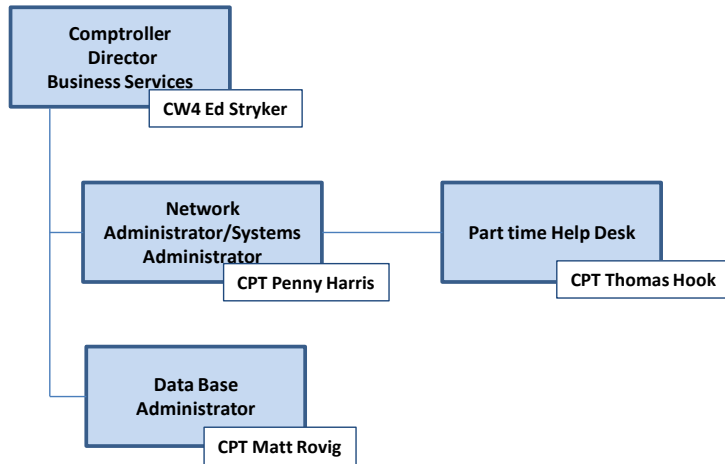 Comptroller
Director
Business Services
CW4 Ed Stryker
Network
Administrator/Systems
Administrator
CPT Penny Harris
Part time Help Desk
CPT Thomas Hook
Data Base
Administrator
CPT Matt Rovig